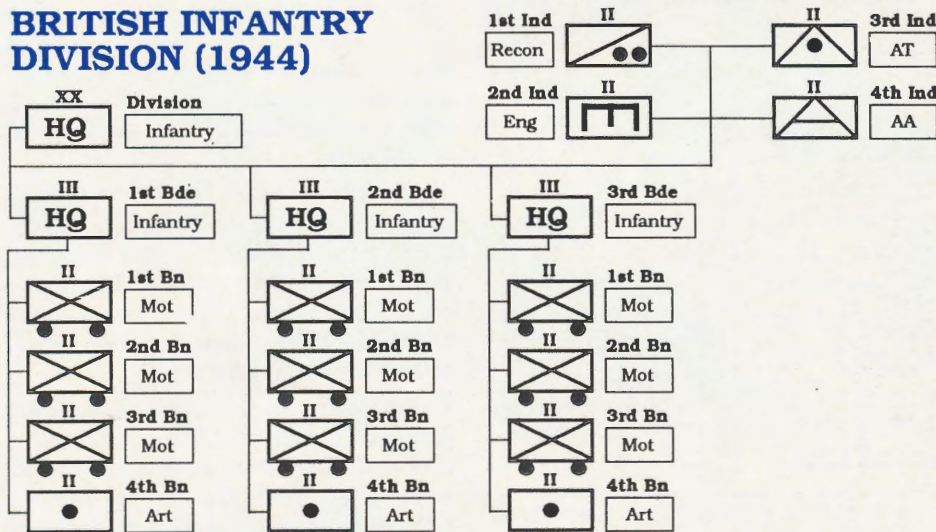 BRITISH INFANTRY
DIVISION (1944)
II
1st Ind
Recon
II
3rd Ind
AT
II
2nd Ind
Eng
II
4th Ind
AA
XX
HQ
Division
Infantry
III
HQ
1st Bde
Infantry
III
HQ
2nd Bde
Infantry
III
HQ
3rd Bde
Infantry
II
1st Bn
Mot
II
1st Bn
Mot
II
1st Bn
Mot
II
2nd Bn
Mot
II
2nd Bn
Mot
II
2nd Bn
Mot
II
3rd Bn
Mot
II
3rd Bn
Mot
II
3rd Bn
Mot
II
4th Bn
Art
II
4th Bn
Art
II
4th Bn
Art